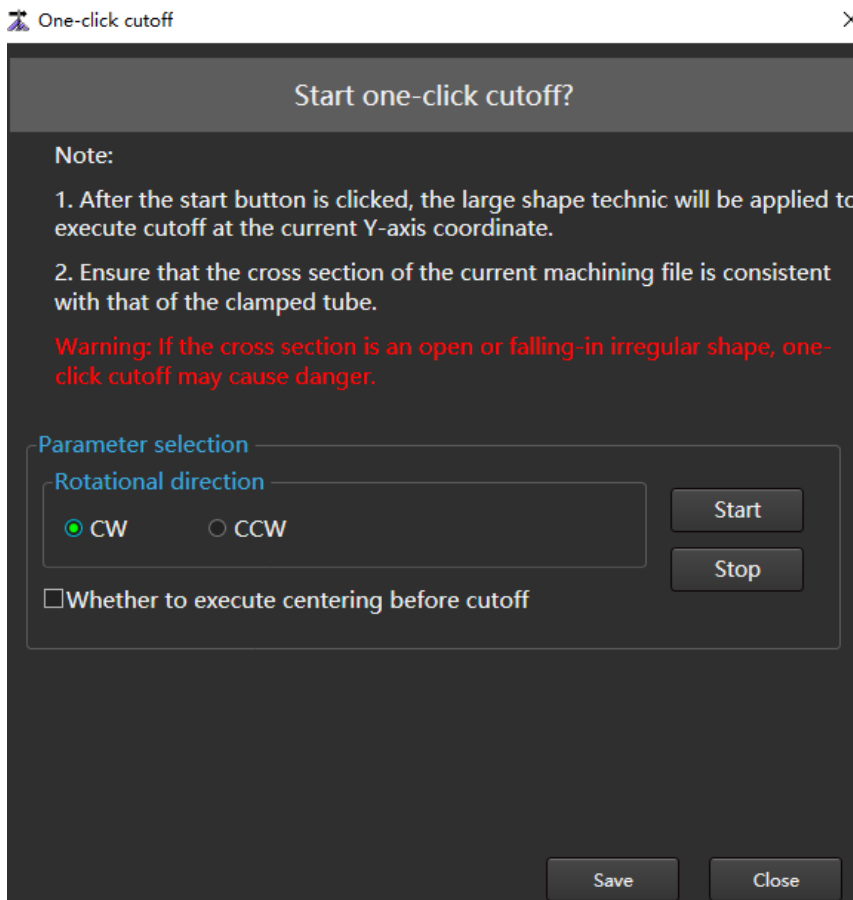 One-click cutoff
Start one-click cutoff?
Note:
1. After the start button is clicked, the large shape technic will be applied to
execute cutoff at the current Y-axis coordinate.
2. Ensure that the cross section of the current machining file is consistent
with that of the clamped tube.
Warning: If the cross section is an open or falling-in irregular shape, one-
click cutoff may cause danger.
Parameter selection
Rotational direction
CW
CCW
Start
Stop
Whether to execute centering before cutoff
Save
Close